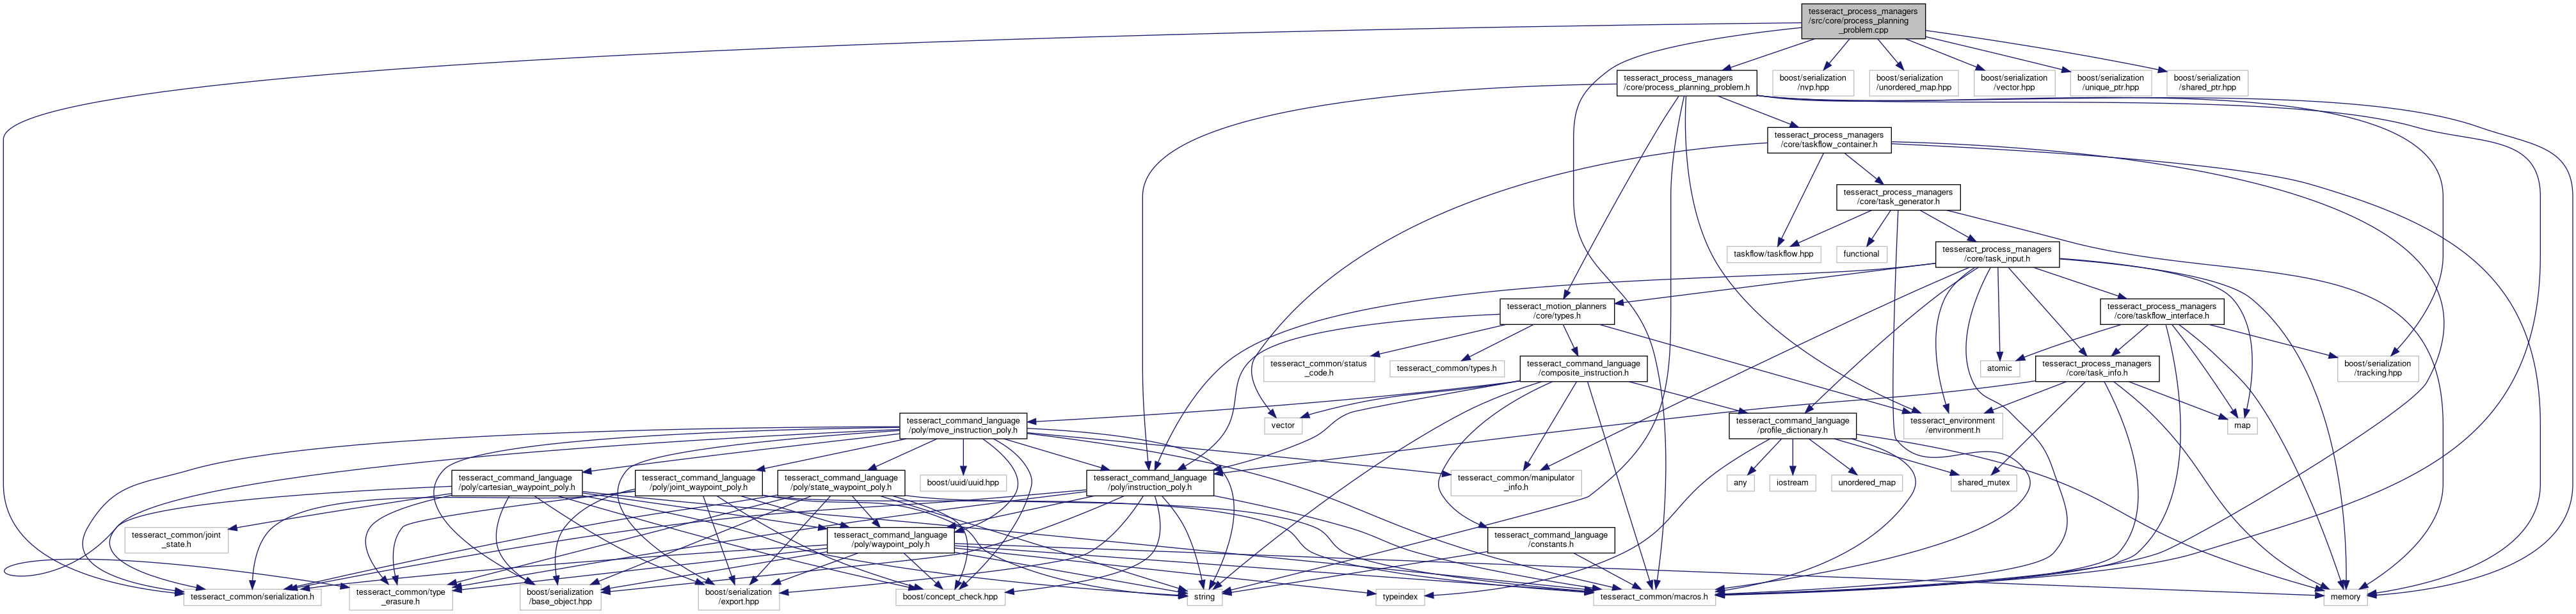 tesseract_process_managers
/src/core/process_planning
_problem.cpp
tesseract_process_managers
/core/process_planning_problem.h
boost/serialization
/nvp.hpp
boost/serialization
/unordered_map.hpp
boost/serialization
/vector.hpp
boost/serialization
/unique_ptr.hpp
boost/serialization
/shared_ptr.hpp
tesseract_process_managers
/core/taskflow_container.h
tesseract_process_managers
/core/task_generator.h
taskflow/taskflow.hpp
functional
tesseract_process_managers
/core/task_input.h
tesseract_motion_planners
/core/types.h
tesseract_process_managers
/core/taskflow_interface.h
tesseract_common/status
_code.h
tesseract_common/types.h
tesseract_command_language
/composite_instruction.h
atomic
tesseract_process_managers
/core/task_info.h
boost/serialization
/tracking.hpp
tesseract_command_language
/poly/move_instruction_poly.h
vector
tesseract_command_language
/profile_dictionary.h
tesseract_environment
/environment.h
map
tesseract_command_language
/poly/cartesian_waypoint_poly.h
tesseract_command_language
/poly/joint_waypoint_poly.h
tesseract_command_language
/poly/state_waypoint_poly.h
boost/uuid/uuid.hpp
tesseract_command_language
/poly/instruction_poly.h
tesseract_common/manipulator
_info.h
any
iostream
unordered_map
shared_mutex
tesseract_common/joint
_state.h
tesseract_command_language
/poly/waypoint_poly.h
tesseract_command_language
/constants.h
tesseract_common/serialization.h
tesseract_common/type
_erasure.h
boost/serialization
/base_object.hpp
boost/serialization
/export.hpp
boost/concept_check.hpp
string
typeindex
tesseract_common/macros.h
memory